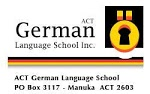 ACT
German
Language School Inc.
ACT German Language School
PO Box 3117 - Manuka ACT 2603